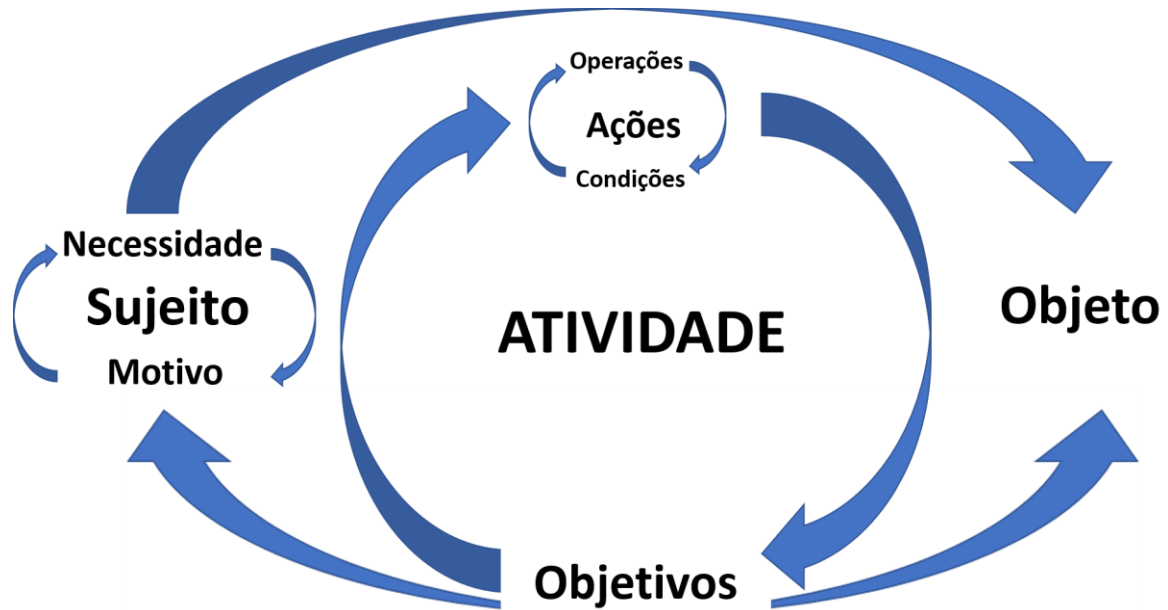 Operações
Ações
Condições
Necessidade
Sujeito
Motivo
ATIVIDADE
Objeto
Objetivos